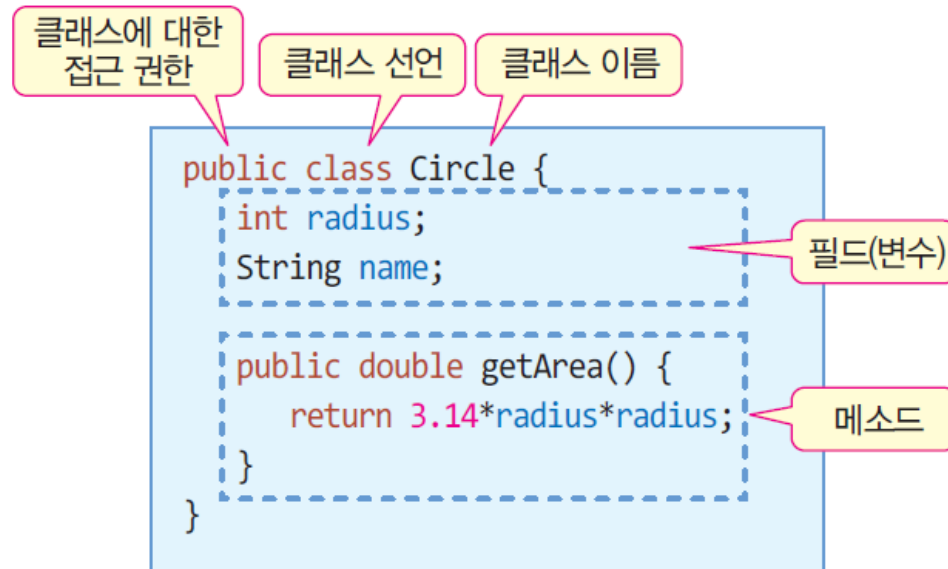 클래스에 대한
접근 권한
클래스 선언
클래스 이름
public class Circle {
int radius;
String name;
필드(변수)
public double getArea() {
return 3.14*radius*radius;
메소드
}
}